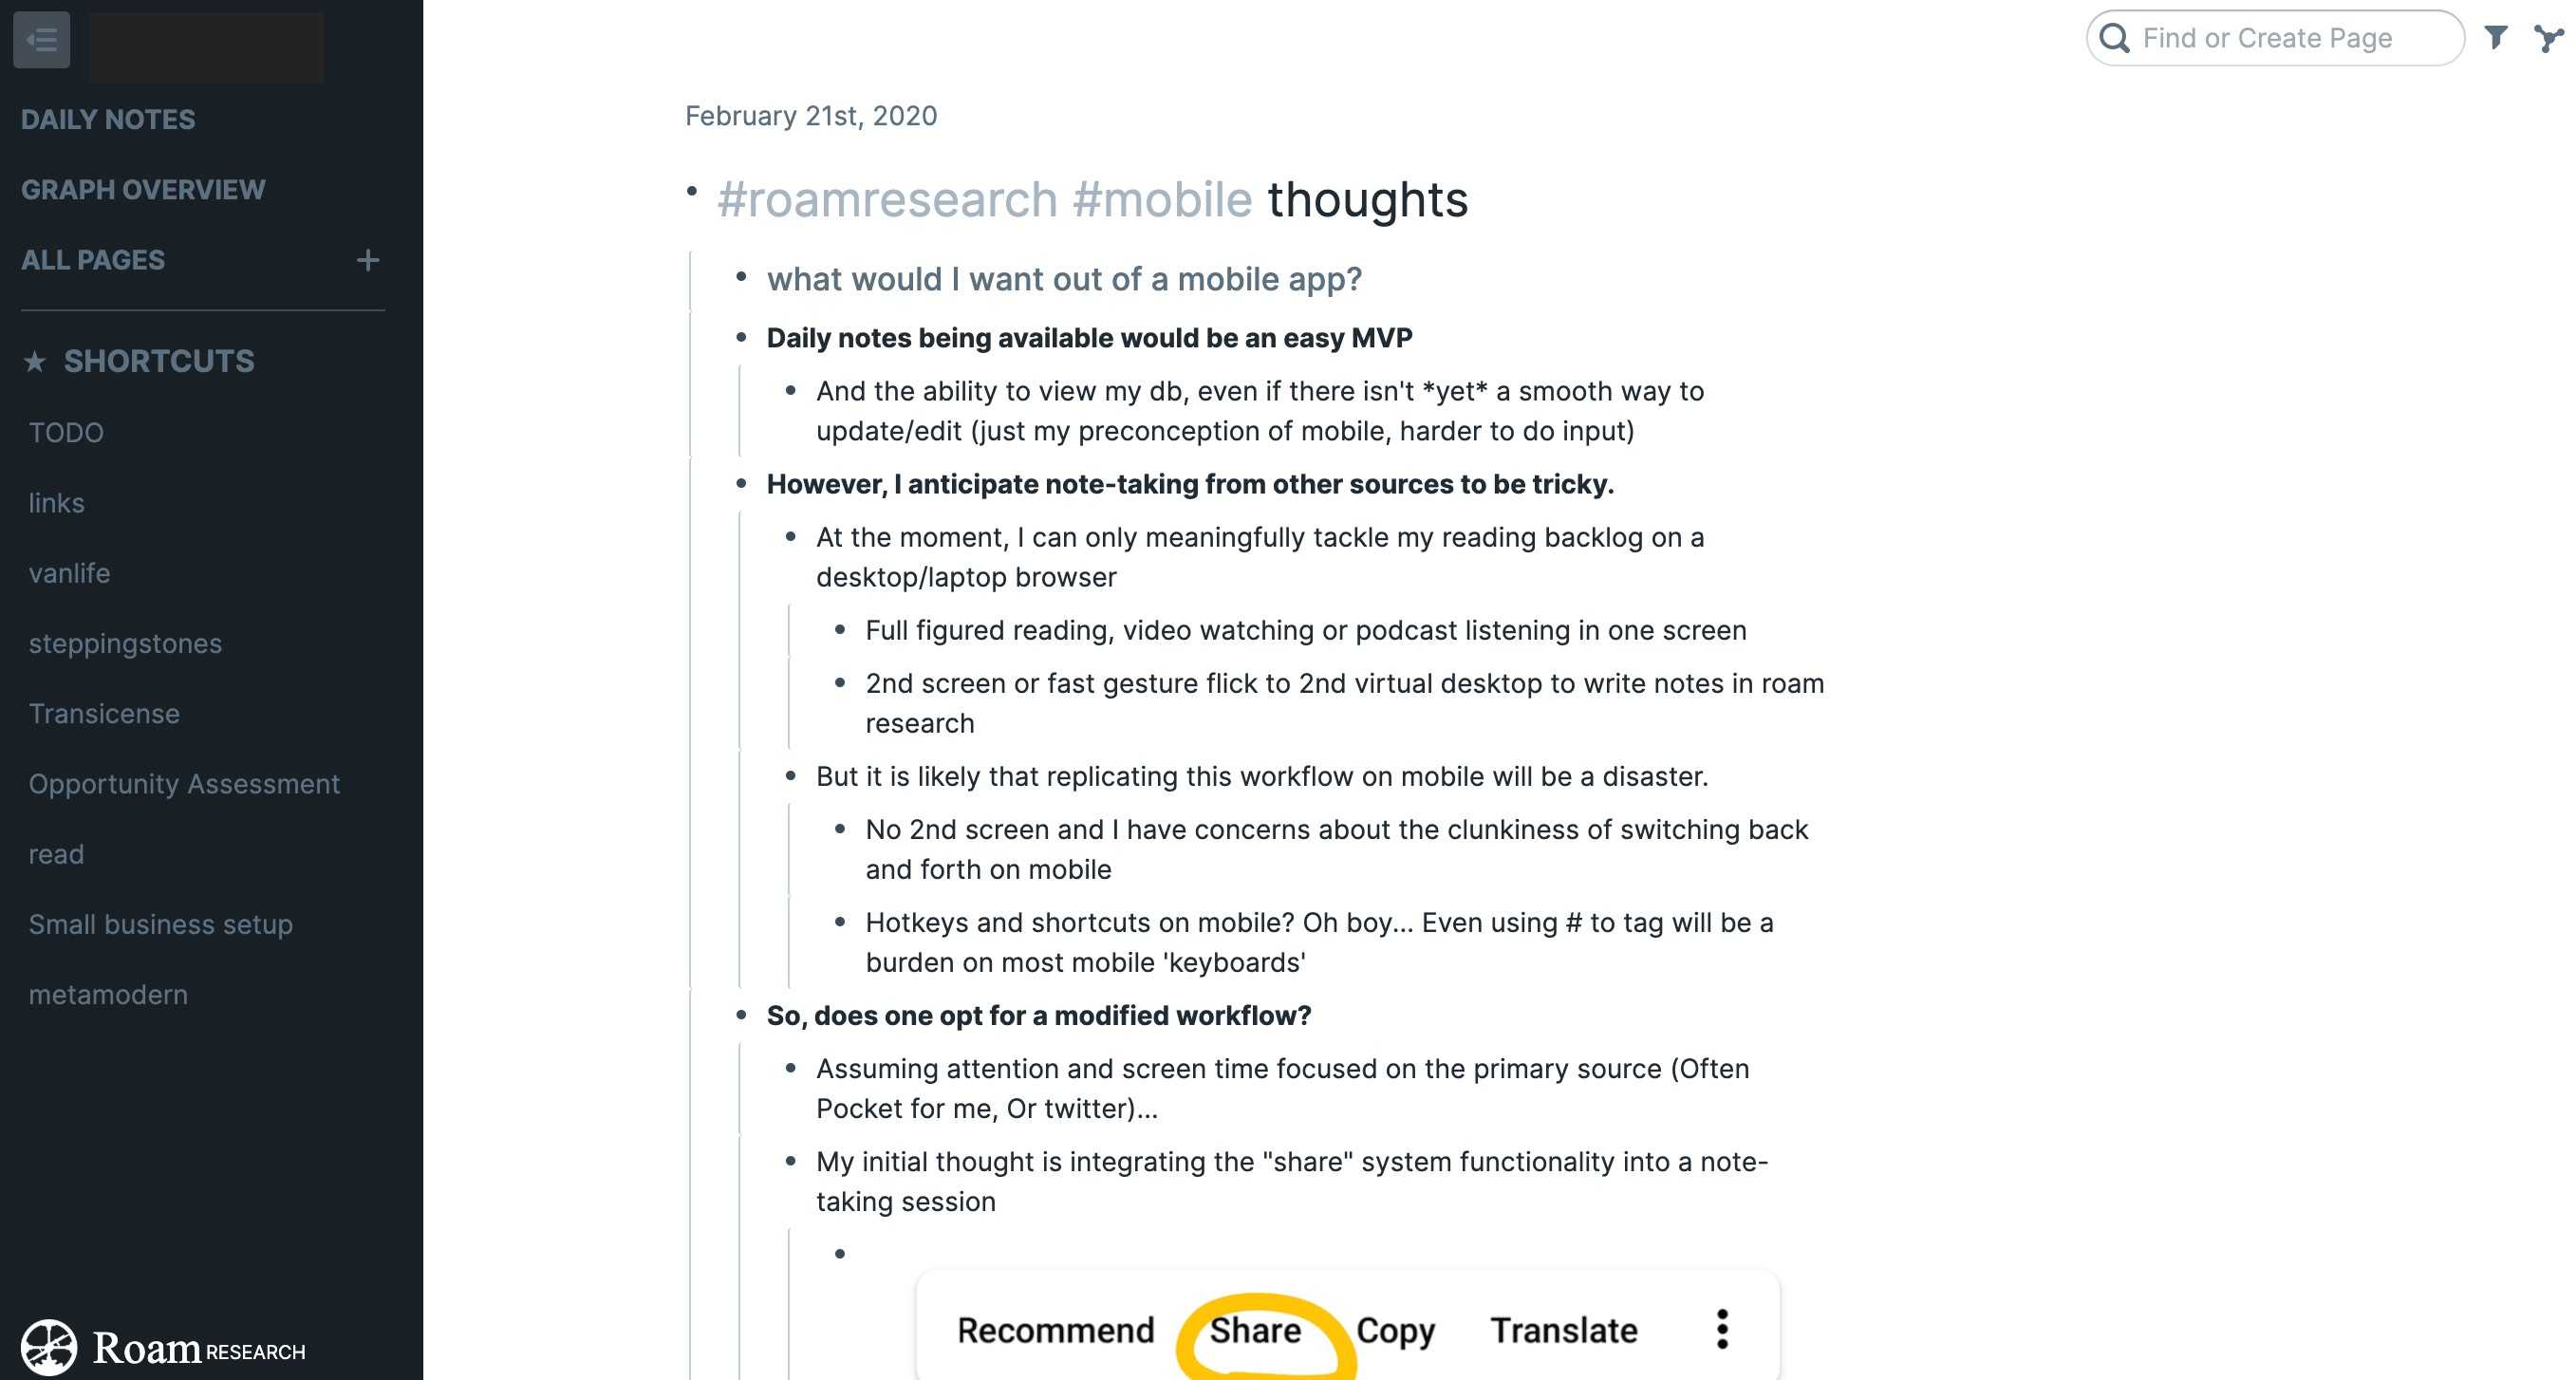 Find or Create Page
DAILY NOTES
GRAPH OVERVIEW
ALL PAGES +
★ SHORTCUTS
TODO
links
vanlife
steppingstones
Transicense
Opportunity Assessment
read
Small business setup
metamodern
Roam RESEARCH
February 21st, 2020
#roamresearch #mobile thoughts
what would I want out of a mobile app?
Daily notes being available would be an easy MVP
And the ability to view my db, even if there isn't *yet* a smooth way to
update/edit (just my preconception of mobile, harder to do input)
However, I anticipate note-taking from other sources to be tricky.
At the moment, I can only meaningfully tackle my reading backlog on a
desktop/laptop browser
Full figured reading, video watching or podcast listening in one screen
2nd screen or fast gesture flick to 2nd virtual desktop to write notes in roam
research
But it is likely that replicating this workflow on mobile will be a disaster.
No 2nd screen and I have concerns about the clunkiness of switching back
and forth on mobile
Hotkeys and shortcuts on mobile? Oh boy... Even using # to tag will be a
burden on most mobile 'keyboards'
So, does one opt for a modified workflow?
Assuming attention and screen time focused on the primary source (Often
Pocket for me, Or twitter)...
My initial thought is integrating the "share" system functionality into a note-
taking session
Recommend Share Copy Translate